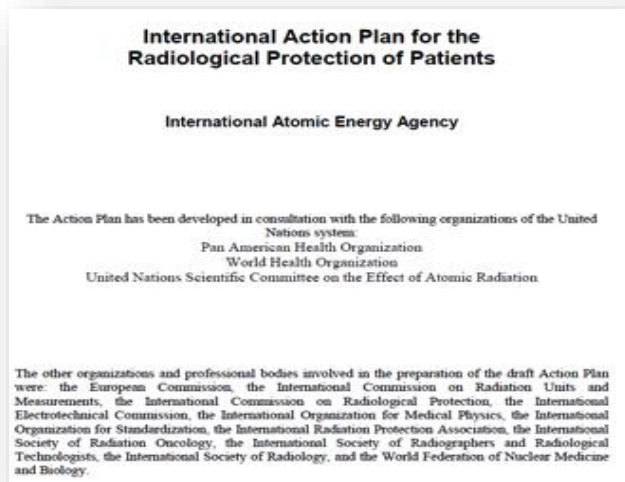 International Action Plan for the
Radiological Protection of Patients
International Atomic Energy Agency
The Action Plan has been developed in consultation with the following organizations of the United
Nations system:
Pan American Health Organization
World Health Organization
United Nations Scientific Committee on the Effect of Atomic Radiation
The other organizations and professional bodies involved in the preparation of the draft Action Plan
were: the European Commission, the International Commission on Radiation Units and
Measurements, the International Commission on Radiological Protection, the International
Electrotechnical Commission, the International Organization for Medical Physics, the International
Organization for Standardization, the International Radiation Protection Association, the International
Society of Radiation Oncology, the International Society of Radiographers and Radiological
Technologists, the International Society of Radiology, and the World Federation of Nuclear Medicine
and Biology.